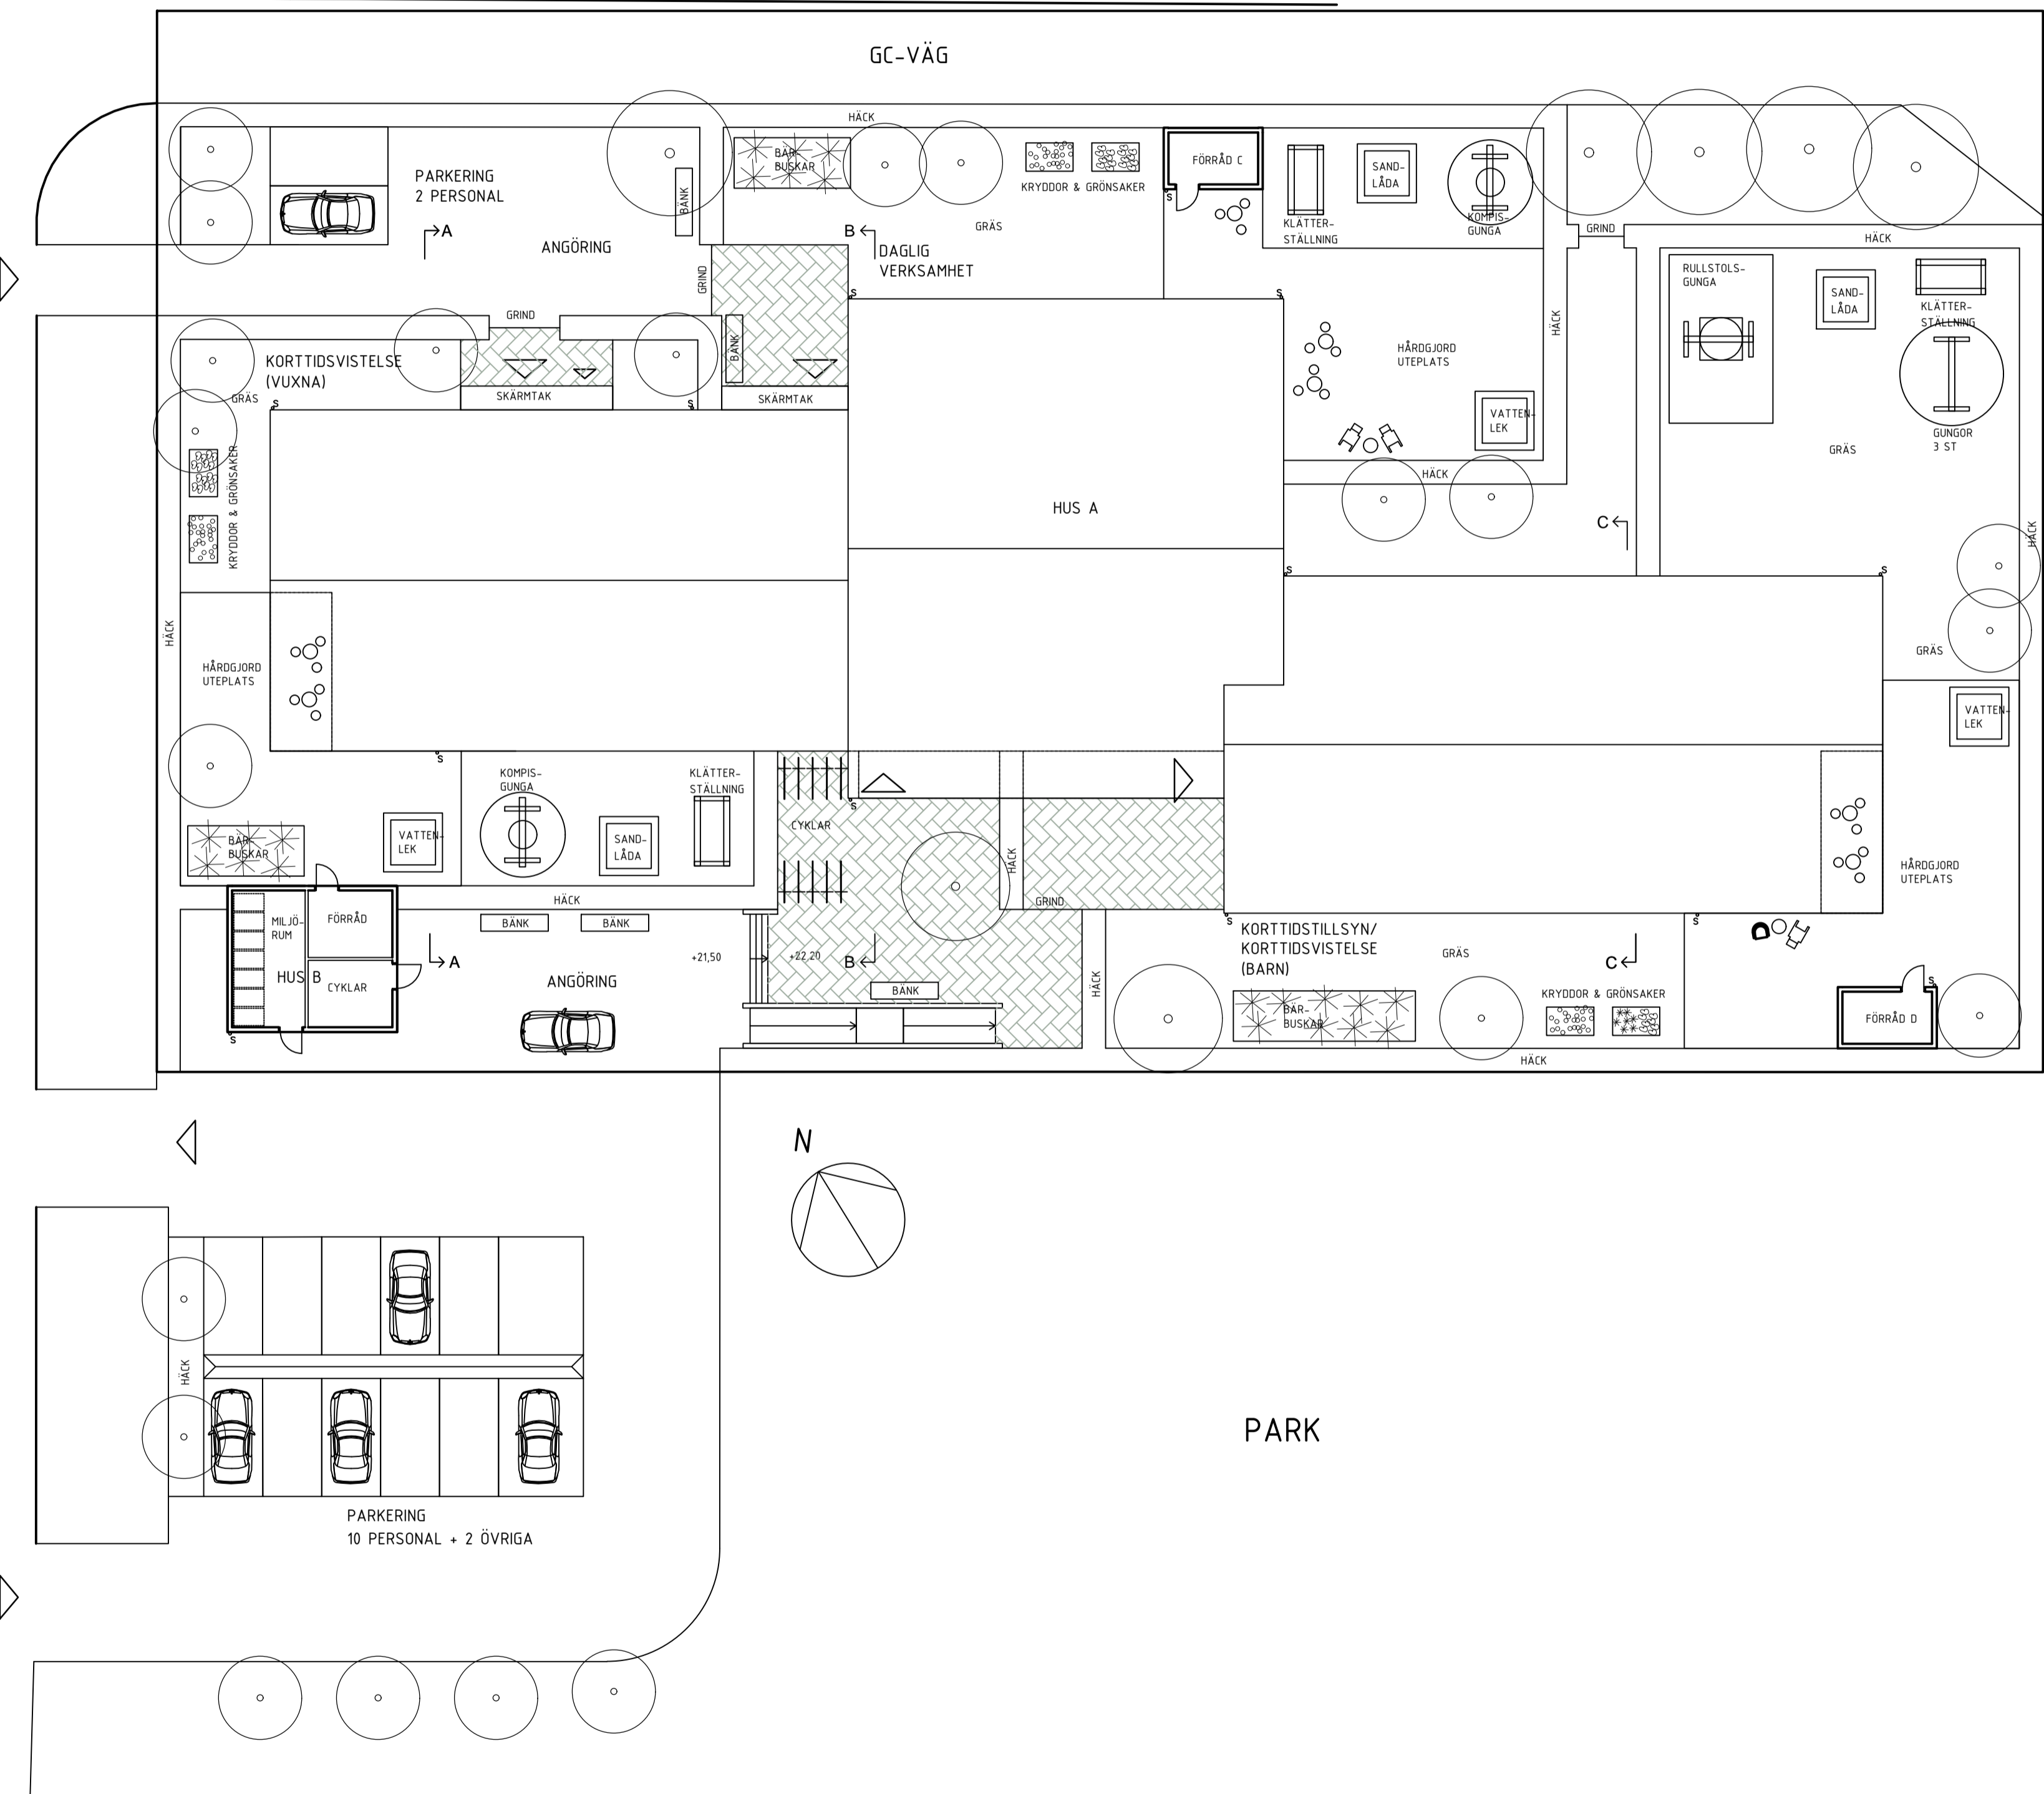 GC-VÄG
HÄCK
PARKERING
2 PERSONAL
BÄNK
BÄR-
BUSKAR
KRYDDOR & GRÖNSAKER
FÖRRÅD C
S
KLÄTTER-
STÄLLNING
SAND-
LÅDA
KOMPIS-
GUNGA
GRIND
HÄCK
A
ANGÖRING
B
DAGLIG
VERKSAMHET
GRÄS
GRIND
RULLSTOLS-
GUNGA
SAND-
LÅDA
KLÄTTER-
STÄLLNING
GUNGOR
3 ST
GRÄS
HÄCK
GRIND
KORTTIDSVISTELSE
(VUXNA)
GRÄS
S
SKÄRMTAK
S
BÄNK
SKÄRMTAK
S
S
HÅRDGJORD
UTEPLATS
HÄCK
VATTEN-
LEK
HÄCK
KRYDDOR & GRÖNSAKER
HUS A
C
S
S
HÄCK
HÅRDGJORD
UTEPLATS
GRÄS
VATTEN-
LEK
S
KOMPIS-
GUNGA
KLÄTTER-
STÄLLNING
SAND-
LÅDA
VATTEN-
LEK
BÄR-
BUSKAR
CYKLAR
S
HÄCK
GRIND
HÅRDGJORD
UTEPLATS
HÄCK
MILJÖ-
RUM
FÖRRÅD
HUS B
CYKLAR
S
BÄNK
BÄNK
A
ANGÖRING
+21,50
+22,20
B
BÄNK
HÄCK
S
KORTTIDSTILLSYN/
KORTTIDSVISTELSE
(BARN)
GRÄS
C
S
BÄR-
BUSKAR
KRYDDOR & GRÖNSAKER
S
FÖRRÅD D
HÄCK
N
HÄCK
PARK
PARKERING
10 PERSONAL + 2 ÖVRIGA